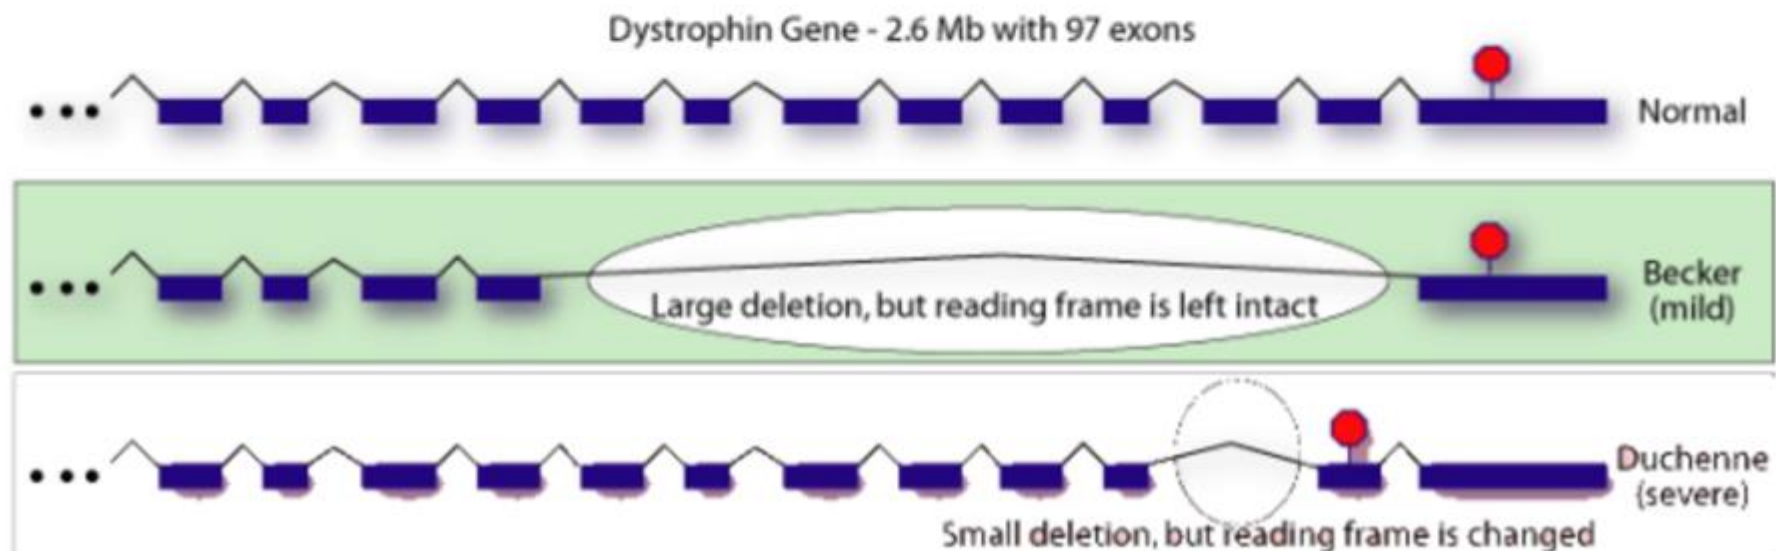 Dystrophin Gene - 2.6 Mb with 97 exons
Normal
Large deletion, but reading frame is left intact
Becker
(mild)
Duchenne
(severe)
Small deletion, but reading frame is changed